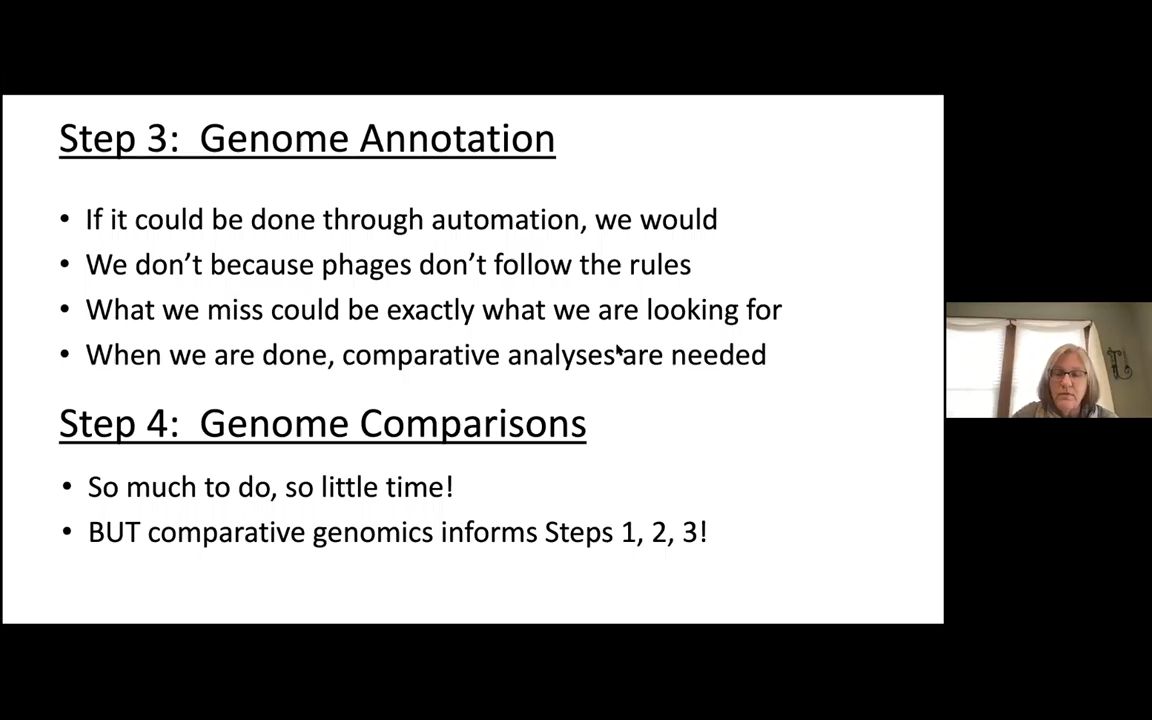 Step 3:  Genome Annotation
• If it could be done through automation, we would
• We don’t because phages don’t follow the rules
• What we miss could be exactly what we are looking for
• When we are done, comparative analyses are needed
Step 4:  Genome Comparisons
• So much to do, so little time!
• BUT comparative genomics informs Steps 1, 2, 3!